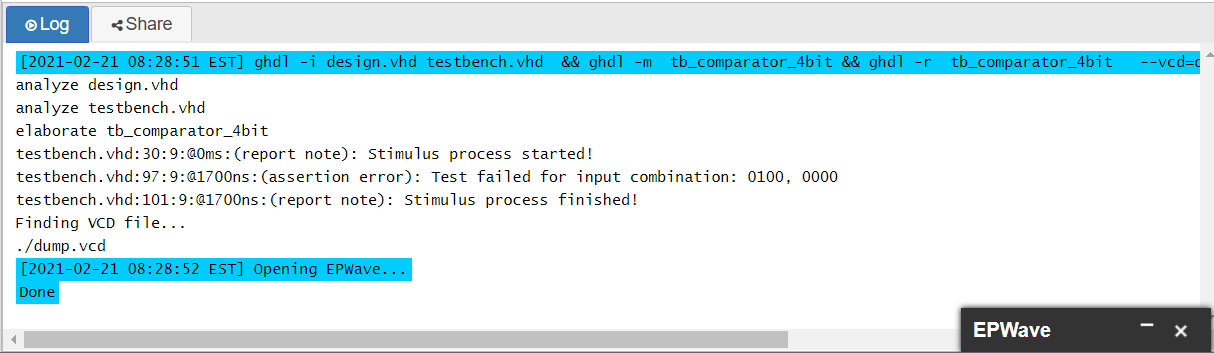 Log Share
[2021-02-21 08:28:51 EST] ghdl -i design.vhd testbench.vhd  && ghdl -m  tb_comparator_4bit && ghdl -r  tb_comparator_4bit   --vcd=d
analyze design.vhd
analyze testbench.vhd
elaborate tb_comparator_4bit
testbench.vhd:30:9:@0ms:(report note): Stimulus process started!
testbench.vhd:97:9:@1700ns:(assertion error): Test failed for input combination: 0100, 0000
testbench.vhd:101:9:@1700ns:(report note): Stimulus process finished!
Finding VCD file...
./dump.vcd
[2021-02-21 08:28:52 EST] Opening EPWave...
Done
EPWave